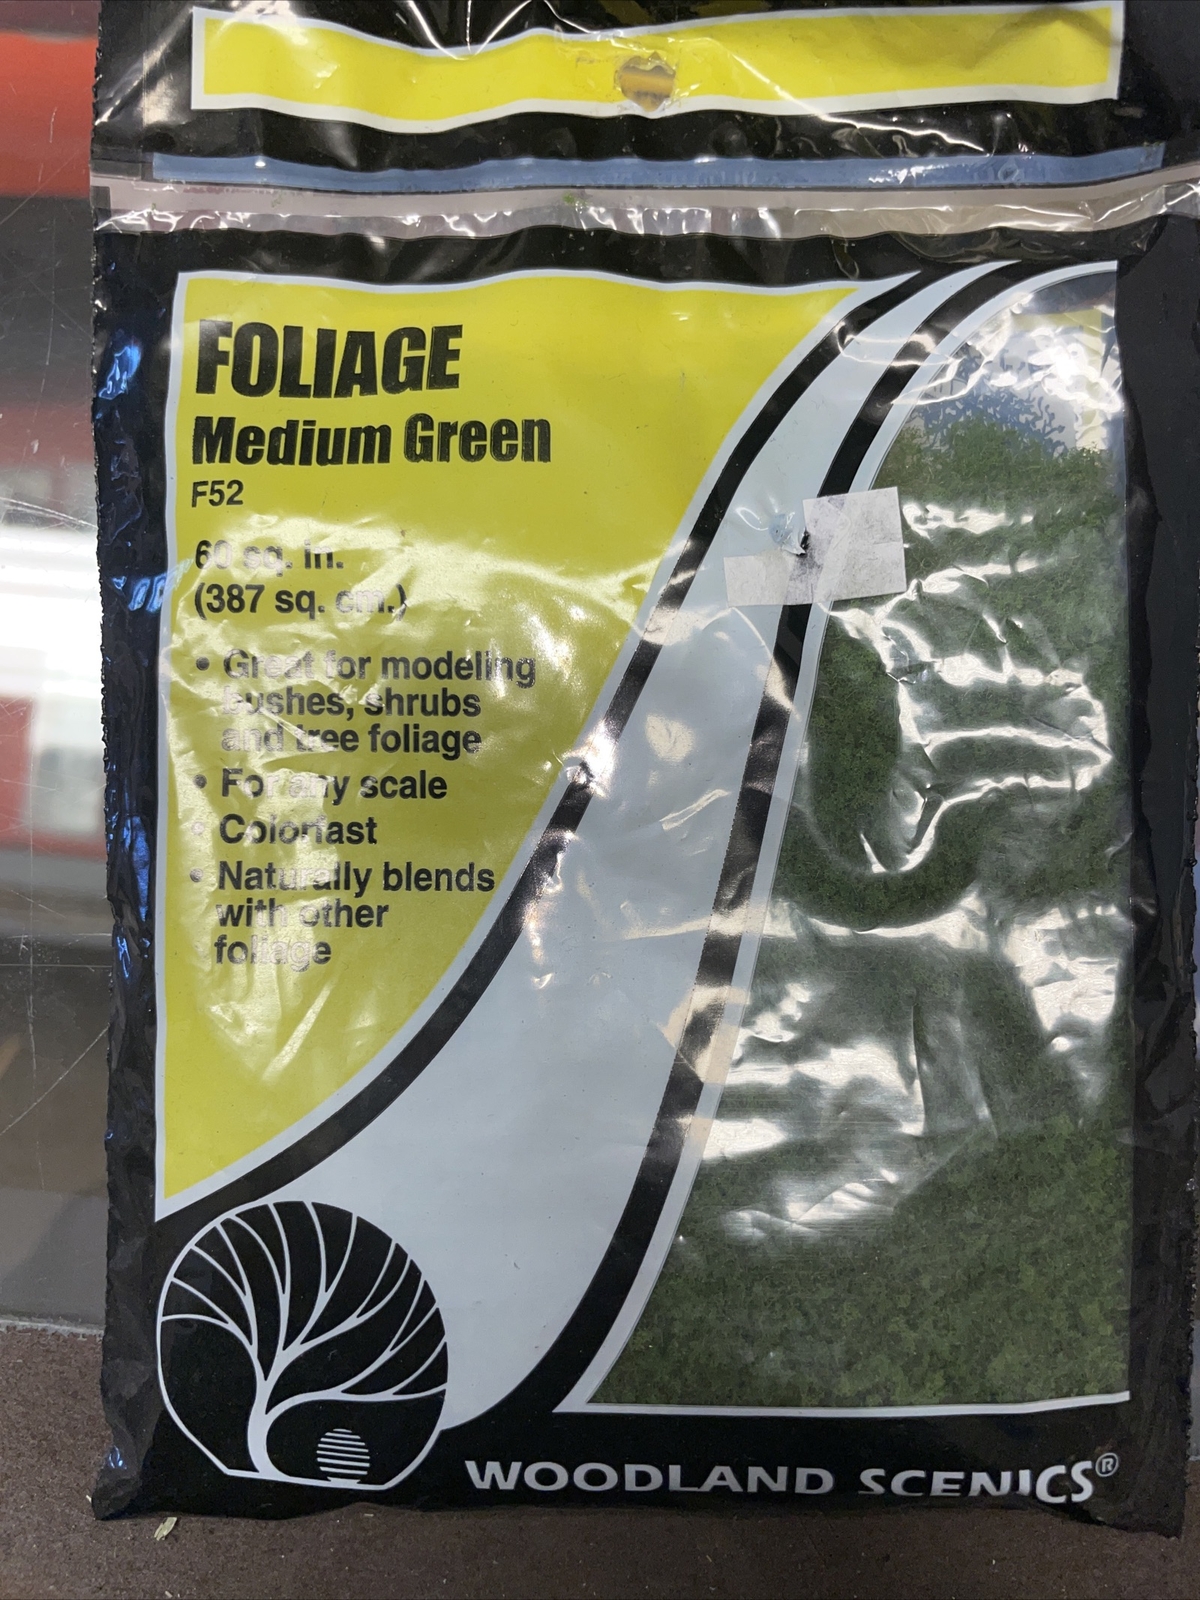 FOLIAGE
Medium Green
F52
60 sq. in.
(387 sq. cm.)
• Great for modeling
bushes, shrubs
and tree foliage
• For any scale
• Colorfast
• Naturally blends
with other
foliage
WOODLAND SCENICS®